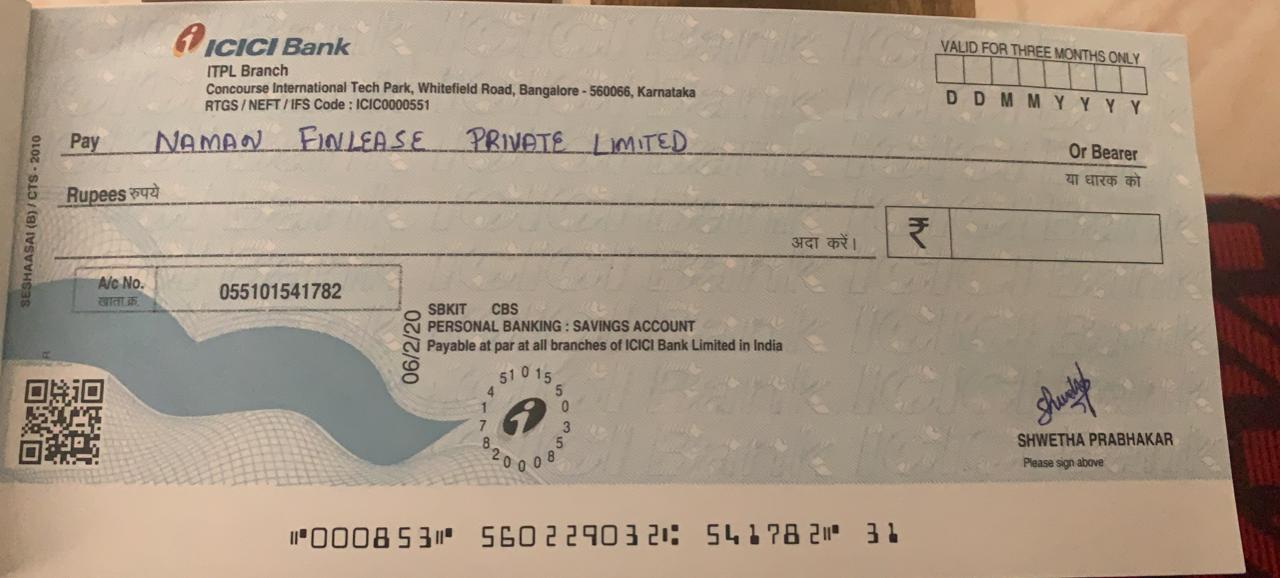 ICICI Bank
ITPL Branch
Concourse International Tech Park, Whitefield Road, Bangalore - 560066, Karnataka
RTGS / NEFT / IFS Code : ICIC0000551
VALID FOR THREE MONTHS ONLY
D D M M Y Y Y Y
Pay NAMAN FINLEASE PRIVATE LIMITED
Or Bearer
या धारक को
Rupees रुपये
अदा करें।
₹
A/c No.
खाता क्र.
055101541782
SBKIT CBS
PERSONAL BANKING : SAVINGS ACCOUNT
Payable at par at all branches of ICICI Bank Limited in India
06/2/20
SESHAASAI (B) / CTS - 2010
SHWETHA PRABHAKAR
Please sign above
"000853" 560229032: 541782" 31